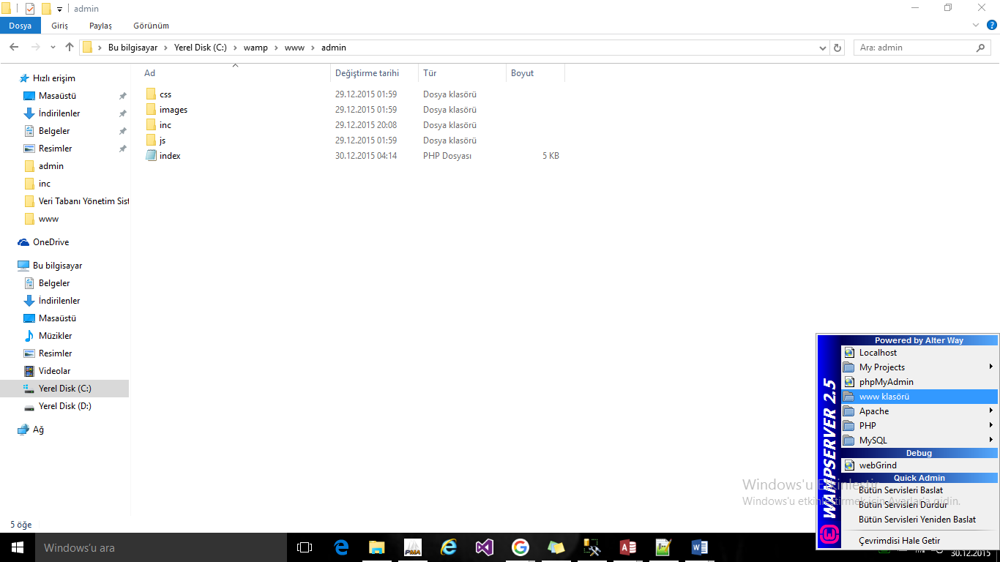 admin
Dosya Giriş Paylaş Görünüm
Bu bilgisayar Yerel Disk (C:) wamp www admin
Ara: admin
Ad Değiştirme tarihi Tür Boyut
css 29.12.2015 01:59 Dosya klasörü
images 29.12.2015 01:59 Dosya klasörü
inc 29.12.2015 20:08 Dosya klasörü
js 29.12.2015 01:59 Dosya klasörü
index 30.12.2015 04:14 PHP Dosyası 5 KB
Hızlı erişim
Masaüstü
İndirilenler
Belgeler
Resimler
admin
inc
Veri Tabanı Yönetim Sist
www
OneDrive
Bu bilgisayar
Belgeler
İndirilenler
Masaüstü
Müzikler
Resimler
Videolar
Yerel Disk (C:)
Yerel Disk (D:)
Ağ
5 öğe
WAMPSERVER 2.5
Powered by Alter Way
Localhost
My Projects
phpMyAdmin
www klasörü
Apache
PHP
MySQL
Debug
webGrind
Quick Admin
Bütün Servisleri Baslat
Bütün Servisleri Durdur
Bütün Servisleri Yeniden Baslat
Çevrimdisi Hale Getir
Windows'u Etkinleştir
Windows'u etkinleştirmek için Ayarlar'a gidin.
Windows'u ara
PMA
30.12.2015